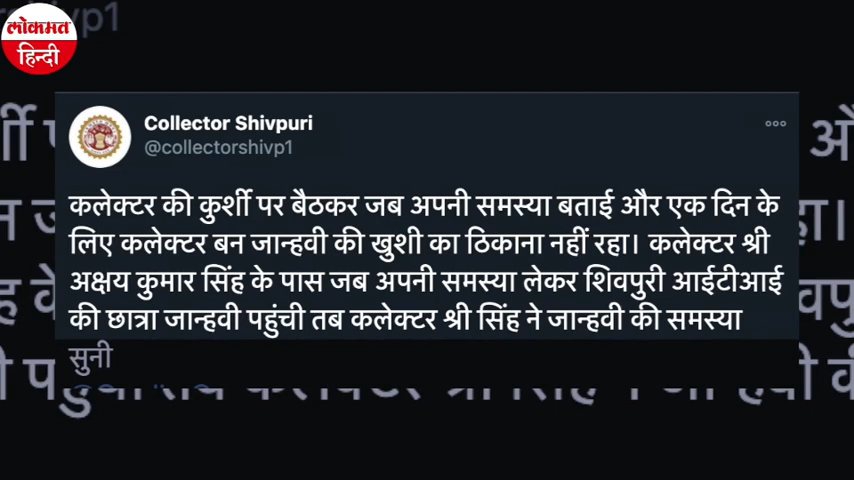 लोकमत
हिन्दी
Collector Shivpuri
@collectorshivp1
कलेक्टर की कुर्शी पर बैठकर जब अपनी समस्या बताई और एक दिन के
लिए कलेक्टर बन जान्हवी की खुशी का ठिकाना नहीं रहा। कलेक्टर श्री
अक्षय कुमार सिंह के पास जब अपनी समस्या लेकर शिवपुरी आईटीआई
की छात्रा जान्हवी पहुंची तब कलेक्टर श्री सिंह ने जान्हवी की समस्या
सुनी